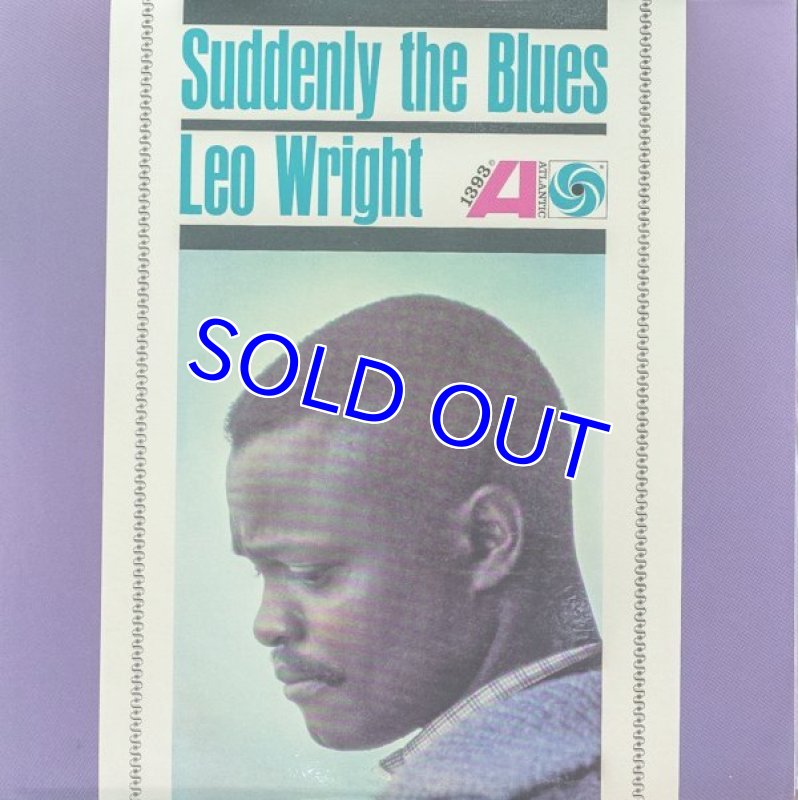 Suddenly the Blues
Leo Wright
1393
A
ATLANTIC
SOLD OUT